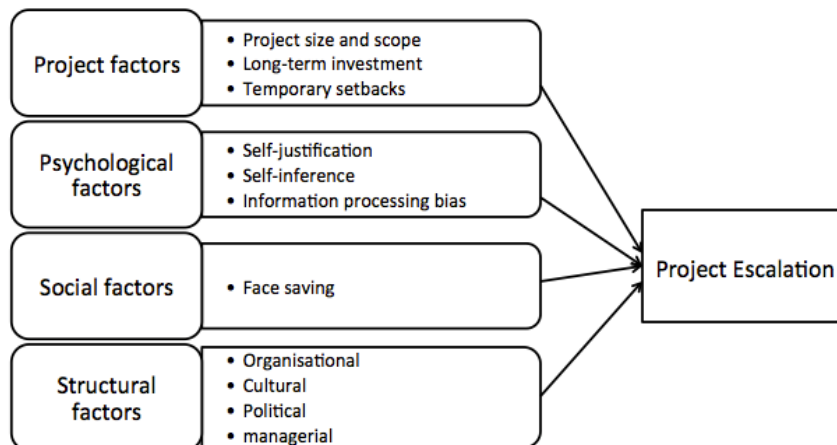 Project factors
• Project size and scope
• Long-term investment
• Temporary setbacks
Psychological
factors
• Self-justification
• Self-inference
• Information processing bias
Social factors
• Face saving
Structural
factors
• Organisational
• Cultural
• Political
• managerial
Project Escalation